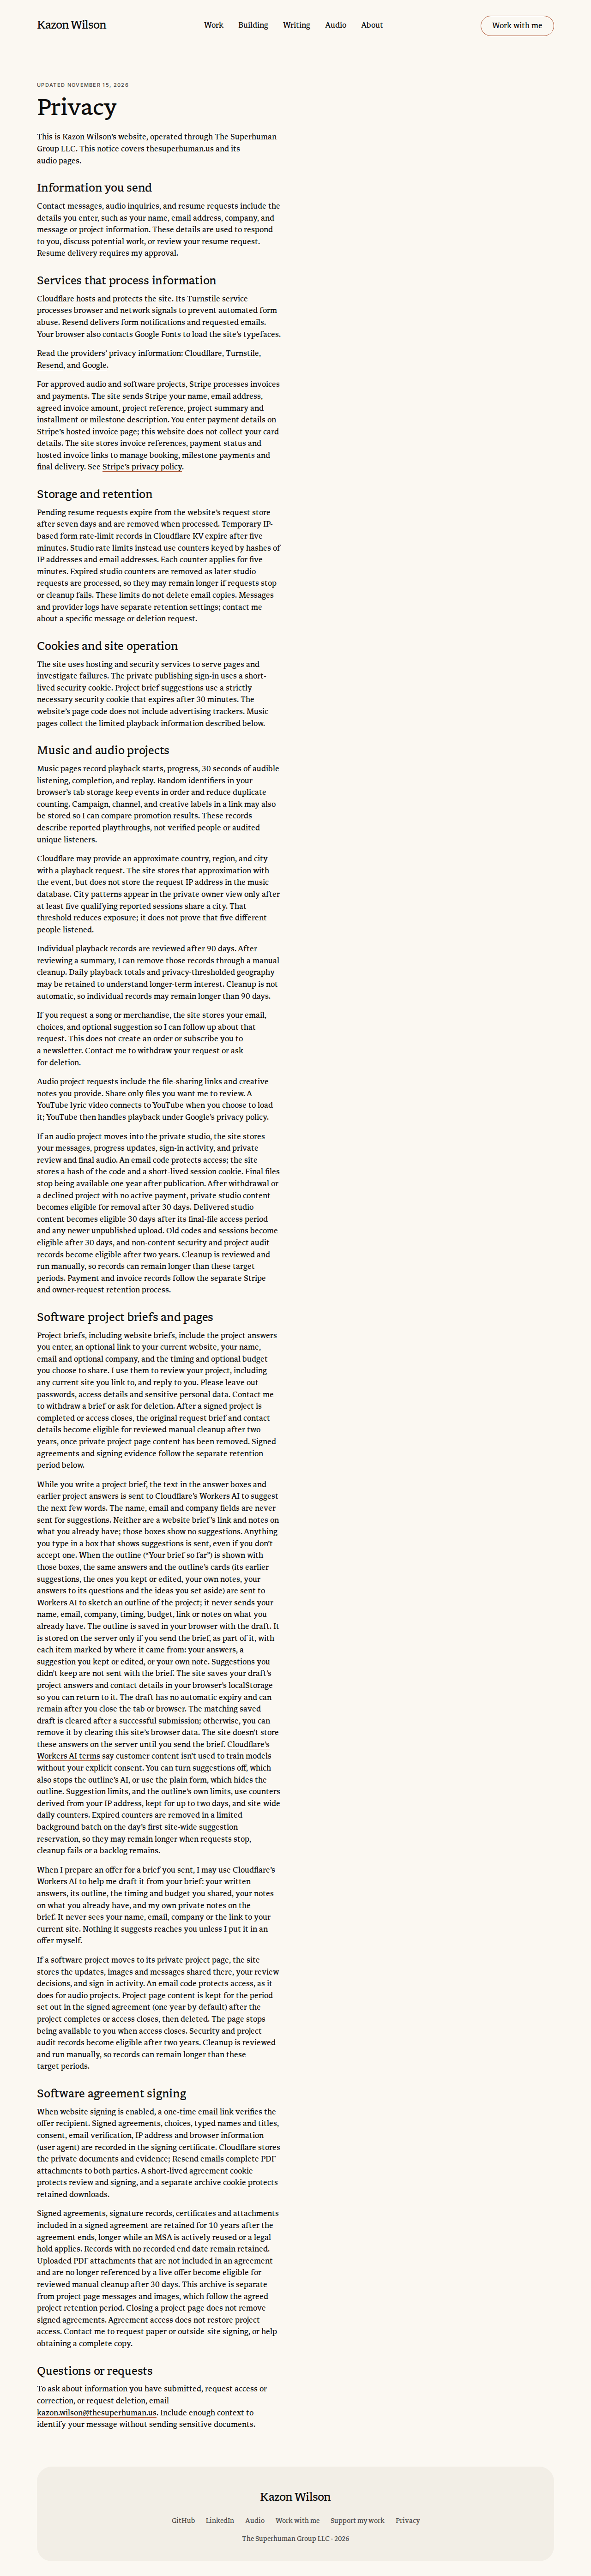 Kazon Wilson
Work Building Writing Audio About
Work with me
UPDATED NOVEMBER 15, 2026
Privacy
This is Kazon Wilson's website, operated through The Superhuman
Group LLC. This notice covers thesuperhuman.us and its
audio pages.
Information you send
Contact messages, audio inquiries, and resume requests include the
details you enter, such as your name, email address, company, and
message or project information. These details are used to respond
to you, discuss potential work, or review your resume request.
Resume delivery requires my approval.
Services that process information
Cloudflare hosts and protects the site. Its Turnstile service
processes browser and network signals to prevent automated form
abuse. Resend delivers form notifications and requested emails.
Your browser also contacts Google Fonts to load the site's typefaces.
Read the providers' privacy information: Cloudflare, Turnstile,
Resend, and Google.
For approved audio and software projects, Stripe processes invoices
and payments. The site sends Stripe your name, email address,
agreed invoice amount, project reference, project summary and
installment or milestone description. You enter payment details on
Stripe's hosted invoice page; this website does not collect your card
details. The site stores invoice references, payment status and
hosted invoice links to manage booking, milestone payments and
final delivery. See Stripe's privacy policy.
Storage and retention
Pending resume requests expire from the website's request store
after seven days and are removed when processed. Temporary IP-
based form rate-limit records in Cloudflare KV expire after five
minutes. Studio rate limits instead use counters keyed by hashes of
IP addresses and email addresses. Each counter applies for five
minutes. Expired studio counters are removed as later studio
requests are processed, so they may remain longer if requests stop
or cleanup fails. These limits do not delete email copies. Messages
and provider logs have separate retention settings; contact me
about a specific message or deletion request.
Cookies and site operation
The site uses hosting and security services to serve pages and
investigate failures. The private publishing sign-in uses a short-
lived security cookie. Project brief suggestions use a strictly
necessary security cookie that expires after 30 minutes. The
website's page code does not include advertising trackers. Music
pages collect the limited playback information described below.
Music and audio projects
Music pages record playback starts, progress, 30 seconds of audible
listening, completion, and replay. Random identifiers in your
browser's tab storage keep events in order and reduce duplicate
counting. Campaign, channel, and creative labels in a link may also
be stored so I can compare promotion results. These records
describe reported playthroughs, not verified people or audited
unique listeners.
Cloudflare may provide an approximate country, region, and city
with a playback request. The site stores that approximation with
the event, but does not store the request IP address in the music
database. City patterns appear in the private owner view only after
at least five qualifying reported sessions share a city. That
threshold reduces exposure; it does not prove that five different
people listened.
Individual playback records are reviewed after 90 days. After
reviewing a summary, I can remove those records through a manual
cleanup. Daily playback totals and privacy-thresholded geography
may be retained to understand longer-term interest. Cleanup is not
automatic, so individual records may remain longer than 90 days.
If you request a song or merchandise, the site stores your email,
choices, and optional suggestion so I can follow up about that
request. This does not create an order or subscribe you to
a newsletter. Contact me to withdraw your request or ask
for deletion.
Audio project requests include the file-sharing links and creative
notes you provide. Share only files you want me to review. A
YouTube lyric video connects to YouTube when you choose to load
it; YouTube then handles playback under Google's privacy policy.
If an audio project moves into the private studio, the site stores
your messages, progress updates, sign-in activity, and private
review and final audio. An email code protects access; the site
stores a hash of the code and a short-lived session cookie. Final files
stop being available one year after publication. After withdrawal or
a declined project with no active payment, private studio content
becomes eligible for removal after 30 days. Delivered studio
content becomes eligible 30 days after its final-file access period
and any newer unpublished upload. Old codes and sessions become
eligible after 30 days, and non-content security and project audit
records become eligible after two years. Cleanup is reviewed and
run manually, so records can remain longer than these target
periods. Payment and invoice records follow the separate Stripe
and owner-request retention process.
Software project briefs and pages
Project briefs, including website briefs, include the project answers
you enter, an optional link to your current website, your name,
email and optional company, and the timing and optional budget
you choose to share. I use them to review your project, including
any current site you link to, and reply to you. Please leave out
passwords, access details and sensitive personal data. Contact me
to withdraw a brief or ask for deletion. After a signed project is
completed or access closes, the original request brief and contact
details become eligible for reviewed manual cleanup after two
years, once private project page content has been removed. Signed
agreements and signing evidence follow the separate retention
period below.
While you write a project brief, the text in the answer boxes and
earlier project answers is sent to Cloudflare's Workers AI to suggest
the next few words. The name, email and company fields are never
sent for suggestions. Neither are a website brief's link and notes on
what you already have; those boxes show no suggestions. Anything
you type in a box that shows suggestions is sent, even if you don't
accept one. When the outline ("Your brief so far") is shown with
those boxes, the same answers and the outline's cards (its earlier
suggestions, the ones you kept or edited, your own notes, your
answers to its questions and the ideas you set aside) are sent to
Workers AI to sketch an outline of the project; it never sends your
name, email, company, timing, budget, link or notes on what you
already have. The outline is saved in your browser with the draft. It
is stored on the server only if you send the brief, as part of it, with
each item marked by where it came from: your answers, a
suggestion you kept or edited, or your own note. Suggestions you
didn't keep are not sent with the brief. The site saves your draft's
project answers and contact details in your browser's localStorage
so you can return to it. The draft has no automatic expiry and can
remain after you close the tab or browser. The matching saved
draft is cleared after a successful submission; otherwise, you can
remove it by clearing this site's browser data. The site doesn't store
these answers on the server until you send the brief. Cloudflare's
Workers AI terms say customer content isn't used to train models
without your explicit consent. You can turn suggestions off, which
also stops the outline's AI, or use the plain form, which hides the
outline. Suggestion limits, and the outline's own limits, use counters
derived from your IP address, kept for up to two days, and site-wide
daily counters. Expired counters are removed in a limited
background batch on the day's first site-wide suggestion
reservation, so they may remain longer when requests stop,
cleanup fails or a backlog remains.
When I prepare an offer for a brief you sent, I may use Cloudflare's
Workers AI to help me draft it from your brief: your written
answers, its outline, the timing and budget you shared, your notes
on what you already have, and my own private notes on the
brief. It never sees your name, email, company or the link to your
current site. Nothing it suggests reaches you unless I put it in an
offer myself.
If a software project moves to its private project page, the site
stores the updates, images and messages shared there, your review
decisions, and sign-in activity. An email code protects access, as it
does for audio projects. Project page content is kept for the period
set out in the signed agreement (one year by default) after the
project completes or access closes, then deleted. The page stops
being available to you when access closes. Security and project
audit records become eligible after two years. Cleanup is reviewed
and run manually, so records can remain longer than these
target periods.
Software agreement signing
When website signing is enabled, a one-time email link verifies the
offer recipient. Signed agreements, choices, typed names and titles,
consent, email verification, IP address and browser information
(user agent) are recorded in the signing certificate. Cloudflare stores
the private documents and evidence; Resend emails complete PDF
attachments to both parties. A short-lived agreement cookie
protects review and signing, and a separate archive cookie protects
retained downloads.
Signed agreements, signature records, certificates and attachments
included in a signed agreement are retained for 10 years after the
agreement ends, longer while an MSA is actively reused or a legal
hold applies. Records with no recorded end date remain retained.
Uploaded PDF attachments that are not included in an agreement
and are no longer referenced by a live offer become eligible for
reviewed manual cleanup after 30 days. This archive is separate
from project page messages and images, which follow the agreed
project retention period. Closing a project page does not remove
signed agreements. Agreement access does not restore project
access. Contact me to request paper or outside-site signing, or help
obtaining a complete copy.
Questions or requests
To ask about information you have submitted, request access or
correction, or request deletion, email
kazon.wilson@thesuperhuman.us. Include enough context to
identify your message without sending sensitive documents.
Kazon Wilson
GitHub LinkedIn Audio Work with me Support my work Privacy
The Superhuman Group LLC · 2026